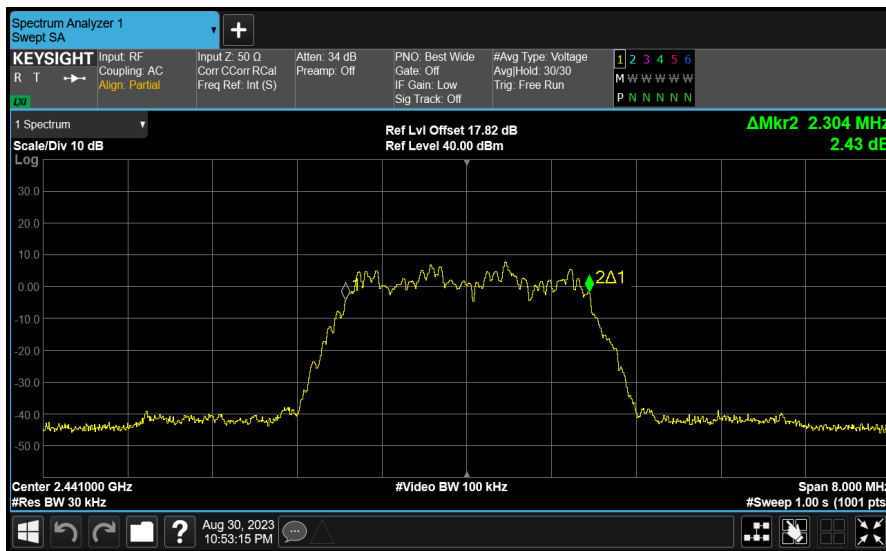 Spectrum Analyzer 1
Swept SA
+
KEYSIGHT
R T
LXI
Input: RF
Coupling: AC
Align: Partial
Input Z: 50 Ω
Corr CCorr RCal
Freq Ref: Int (S)
Atten: 34 dB
Preamp: Off
PNO: Best Wide
Gate: Off
IF Gain: Low
Sig Track: Off
#Avg Type: Voltage
Avg|Hold: 30/30
Trig: Free Run
1 2 3 4 5 6
M W W W W W
P N N N N N
1 Spectrum
Scale/Div 10 dB
Log
Ref Lvl Offset 17.82 dB
Ref Level 40.00 dBm
ΔMkr2 2.304 MHz
2.43 dB
30.0
20.0
10.0
0.00
-10.0
-20.0
-30.0
-40.0
-50.0
1
2Δ1
Center 2.441000 GHz
#Res BW 30 kHz
#Video BW 100 kHz
Span 8.000 MHz
#Sweep 1.00 s (1001 pts
?
Aug 30, 2023
10:53:15 PM